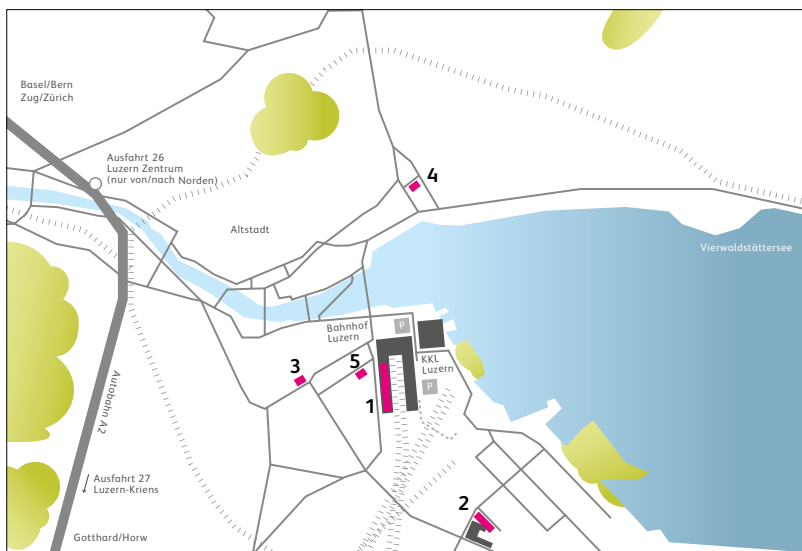 Basel/Bern
Zug/Zürich
Ausfahrt 26
Luzern Zentrum
(nur von/nach Norden)
4
Altstadt
Vierwaldstättersee
P
Bahnhof
Luzern
3
5
KKL
Luzern
P
1
Autobahn A2
Ausfahrt 27
Luzern-Kriens
2
Gotthard/Horw